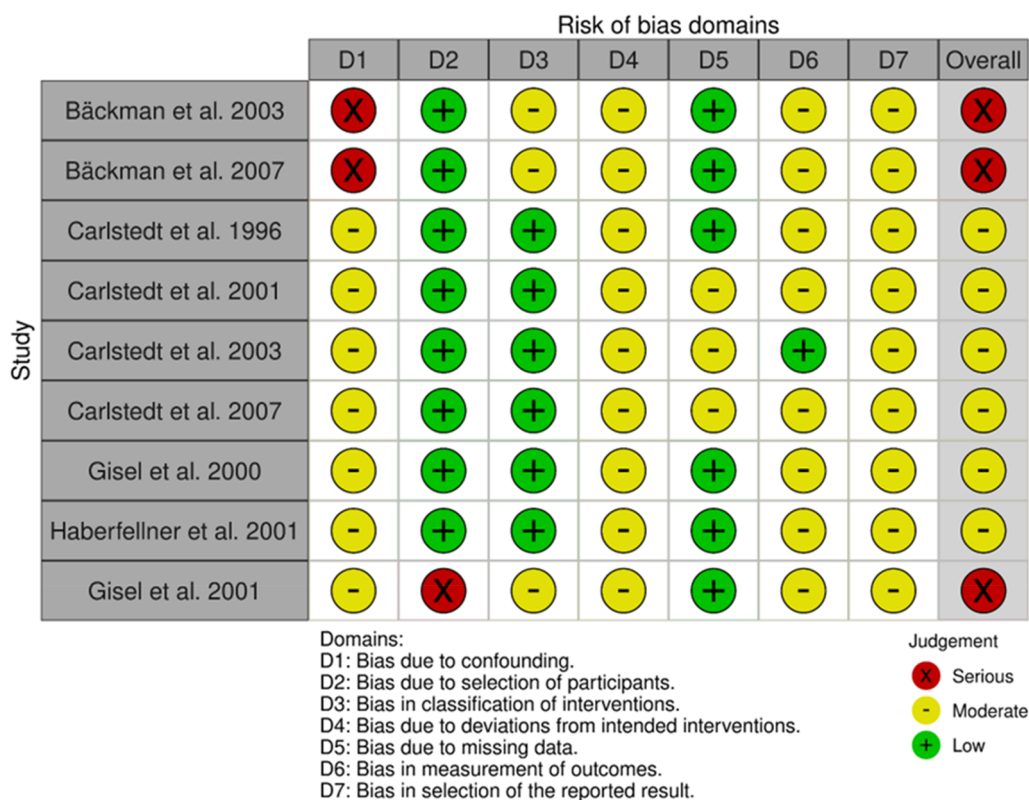 Risk of bias domains
D1 D2 D3 D4 D5 D6 D7 Overall
Study
Bäckman et al. 2003 X + - - + - - X
Bäckman et al. 2007 X + - - + - - X
Carlstedt et al. 1996 - + + - + - - -
Carlstedt et al. 2001 - + + - - - - -
Carlstedt et al. 2003 - + + - - + - -
Carlstedt et al. 2007 - + + - - - - -
Gisel et al. 2000 - + + - + - - -
Haberfellner et al. 2001 - + + - + - - -
Gisel et al. 2001 - X - - + - - X
Domains:
D1: Bias due to confounding.
D2: Bias due to selection of participants.
D3: Bias in classification of interventions.
D4: Bias due to deviations from intended interventions.
D5: Bias due to missing data.
D6: Bias in measurement of outcomes.
D7: Bias in selection of the reported result.
Judgement
X Serious
- Moderate
+ Low